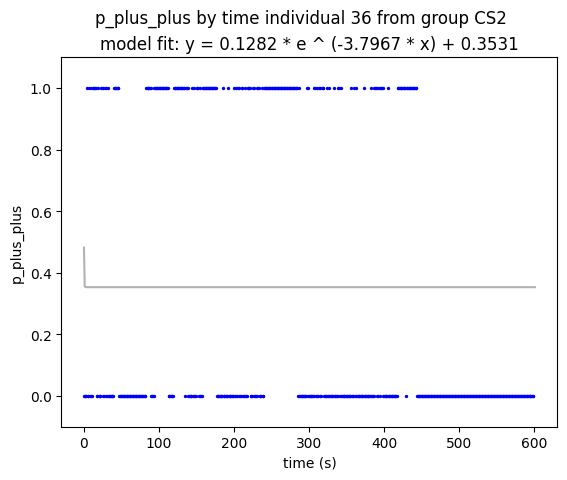 p_plus_plus by time individual 36 from group CS2
model fit: y = 0.1282 * e ^ (-3.7967 * x) + 0.3531
1.0
0.8
0.6
0.4
0.2
0.0
p_plus_plus
0 100 200 300 400 500 600
time (s)